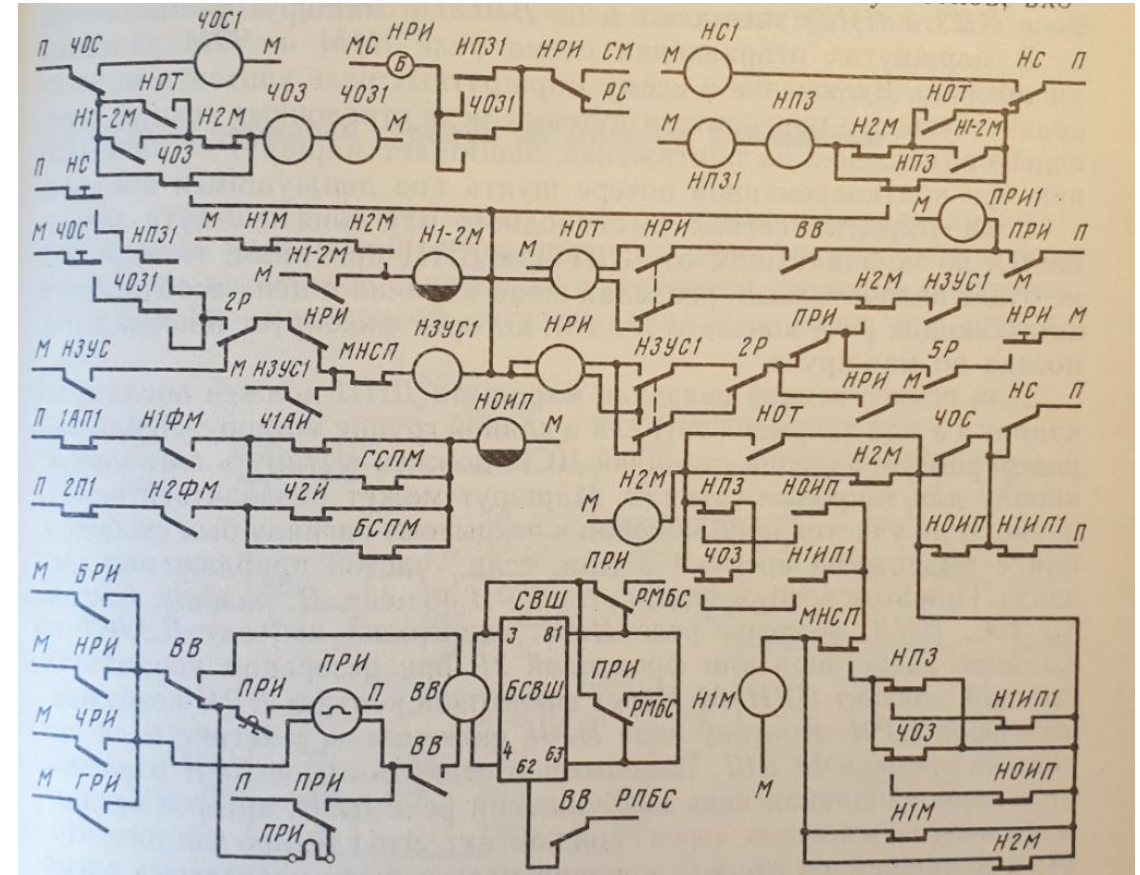 П ЧОС ЧОС1 М МС НРИ НПЗ1 НРИ СМ М НС1 НС П
Б РС
НОТ ЧОЗ1 НОТ
Н1-2М Н2М ЧОЗ ЧОЗ1 М НПЗ Н2М Н1-2М
П НС ЧОЗ НПЗ1 НПЗ
М ПРИ1
М ЧОС НПЗ1 М Н1М Н2М Н1-2М М НОТ НРИ ВВ ПРИ П
Н1-2М
М Н2М НЗУС1 М
ЧОЗ1 2Р НРИ НЗУС1 НРИ ПРИ НРИ М
М НЗУС М НЗУС1 МНСП НЗУС1 2Р 5Р
НРИ М НС П
П 1АП1 Н1ФМ Ч1АИ НОИП М НОТ ЧОС
ГСПМ Н2М
П 2П1 Н2ФМ Ч2Й М Н2М НПЗ НОИП
БСПМ НОИП Н1ИП1 П
ЧОЗ Н1ИП1
М БРИ ПРИ
СВШ РМБС МНСП
М НРИ ВВ ПРИ ПРИ П ВВ 3 81 ПРИ НПЗ
БСВШ РМБС Н1М Н1ИП1
М ЧРИ ВВ 4 63 ЧОЗ
62 НОИП
М ГРИ П ПРИ ВВ РПБС М Н1М
ПРИ Н2М